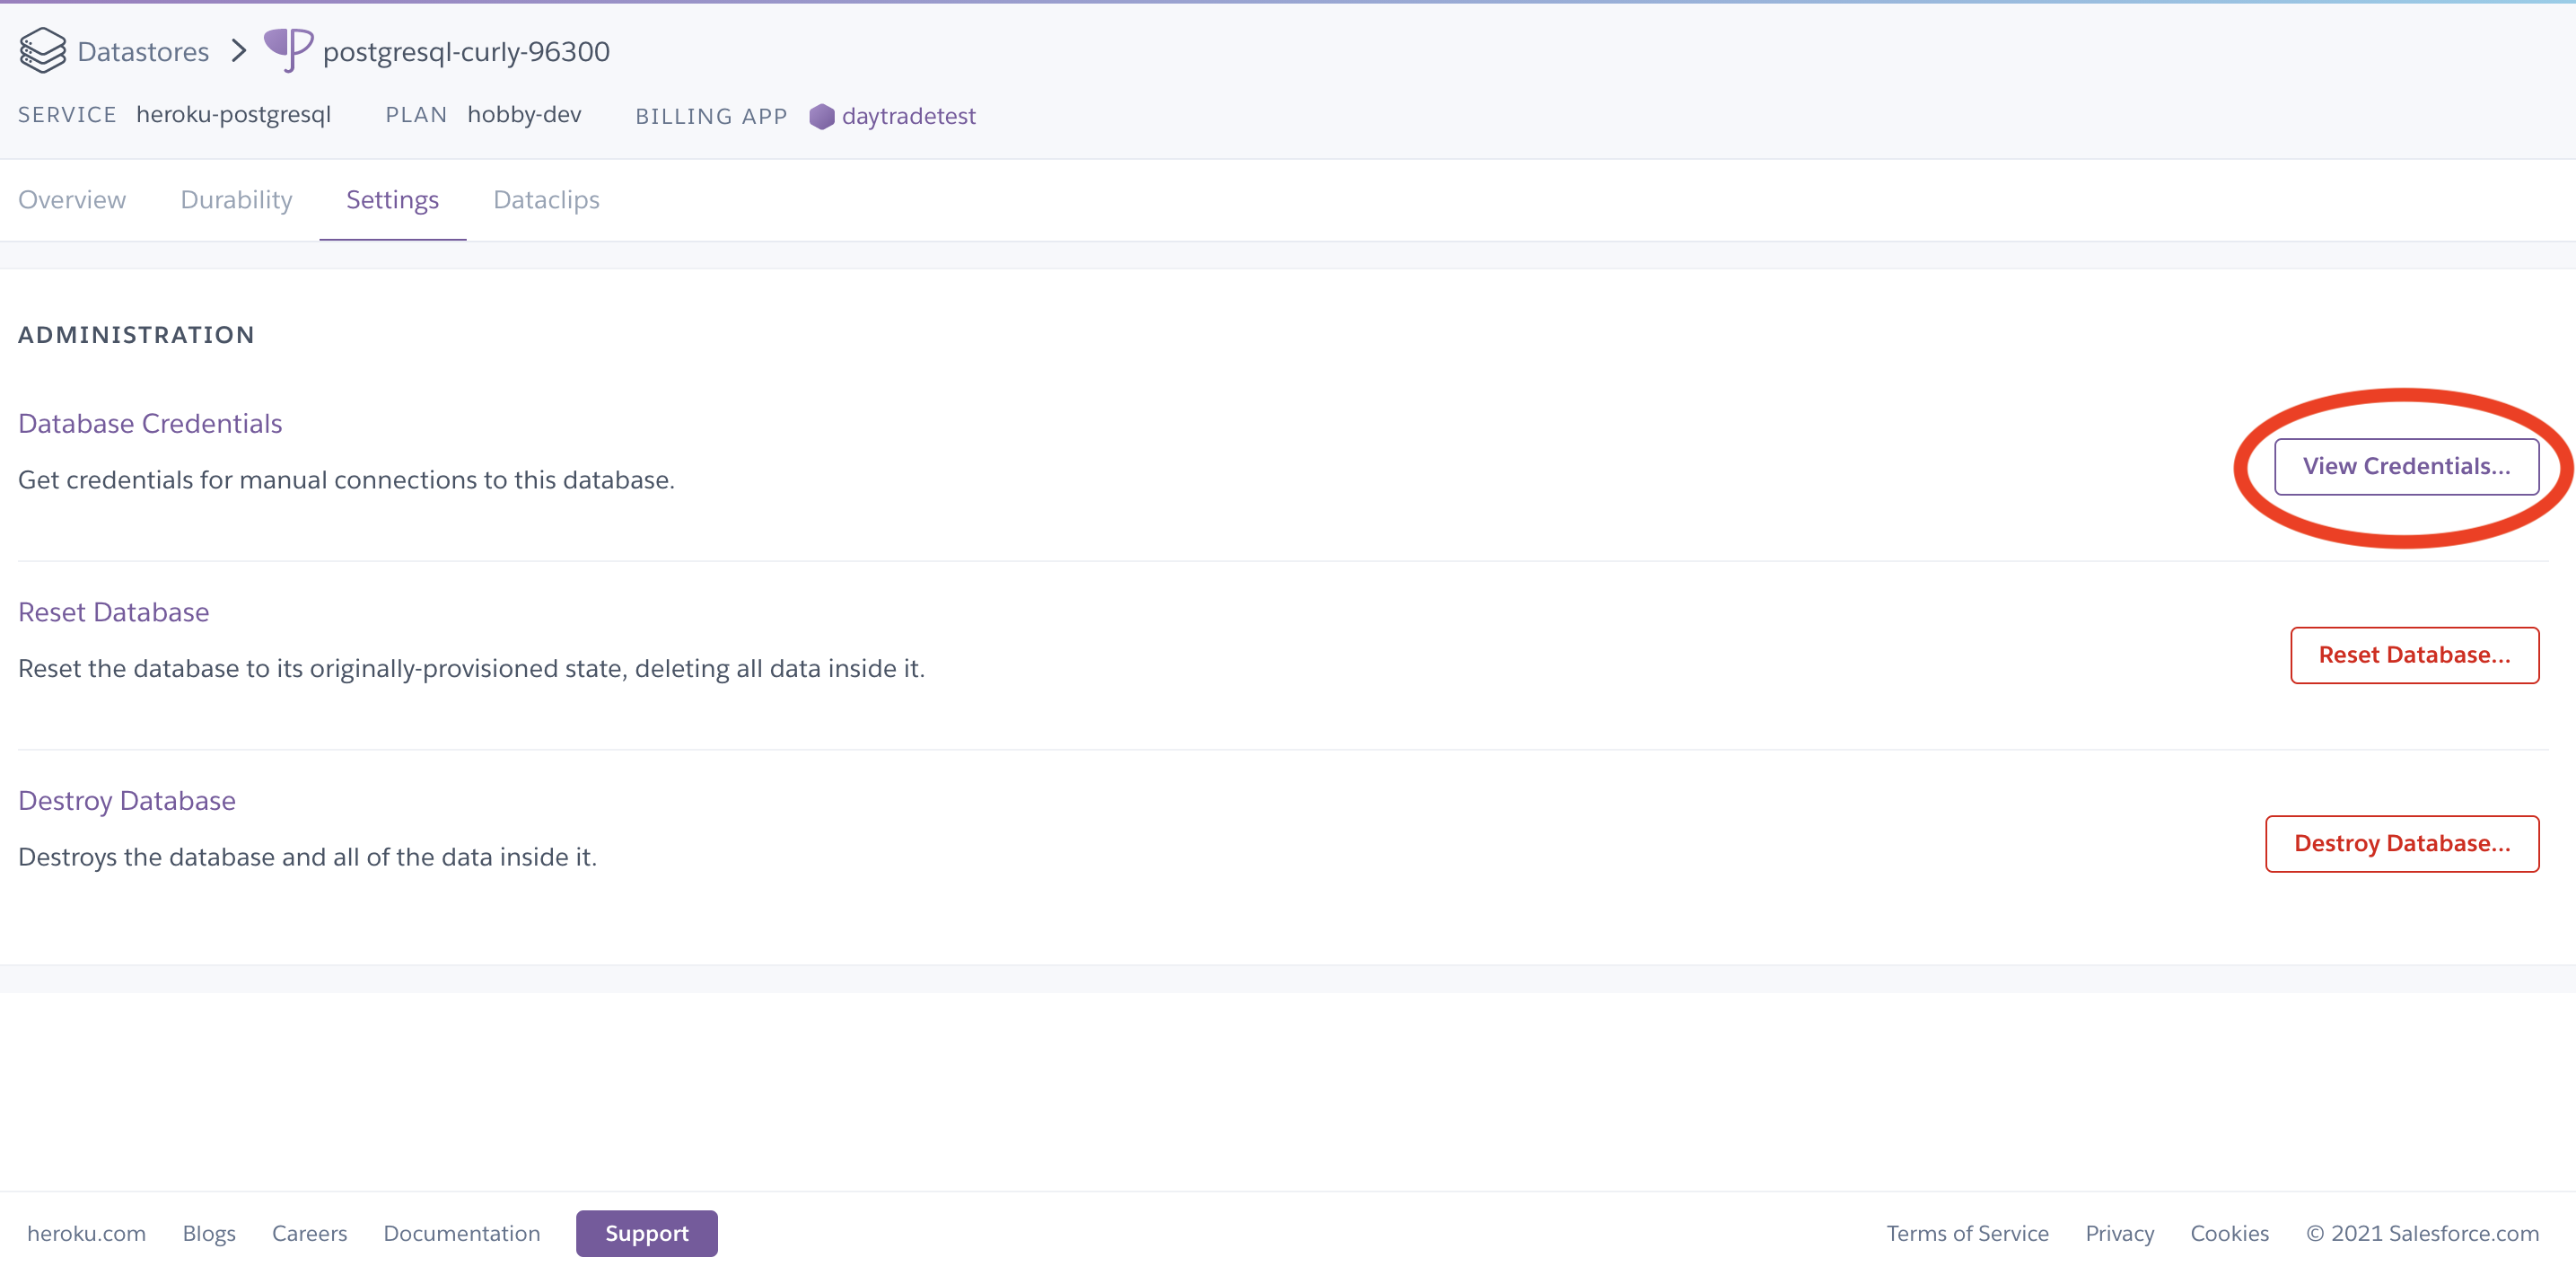 Datastores > postgresql-curly-96300
SERVICE heroku-postgresql PLAN hobby-dev BILLING APP daytradetest
Overview Durability Settings Dataclips
ADMINISTRATION
Database Credentials
Get credentials for manual connections to this database.
View Credentials...
Reset Database
Reset the database to its originally-provisioned state, deleting all data inside it.
Reset Database...
Destroy Database
Destroys the database and all of the data inside it.
Destroy Database...
heroku.com Blogs Careers Documentation Support Terms of Service Privacy Cookies © 2021 Salesforce.com